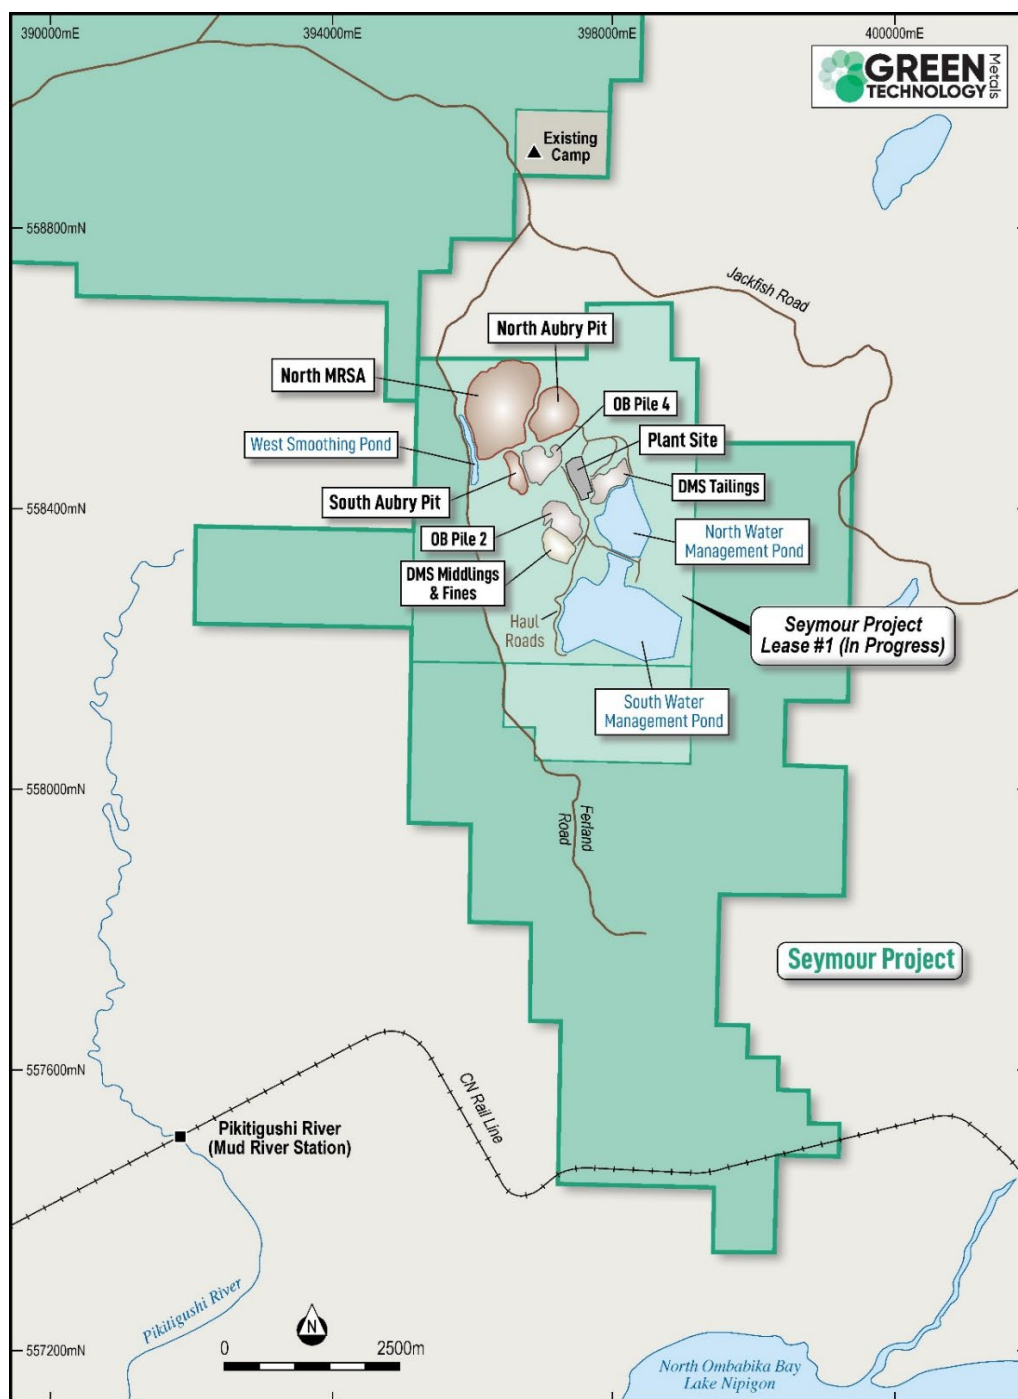 390000mE
394000mE
398000mE
400000mE
GREEN
TECHNOLOGY
Metals
Existing
Camp
558800mN
Jackfish Road
North Aubry Pit
North MRSA
OB Pile 4
West Smoothing Pond
Plant Site
DMS Tailings
South Aubry Pit
558400mN
OB Pile 2
North Water
Management Pond
DMS Middlings
& Fines
Haul
Roads
Seymour Project
Lease #1 (In Progress)
South Water
Management Pond
558000mN
Ferland
Road
Seymour Project
557600mN
CN Rail Line
Pikitigushi River
(Mud River Station)
Pikitigushi River
N
0
2500m
557200mN
North Ombabika Bay
Lake Nipigon